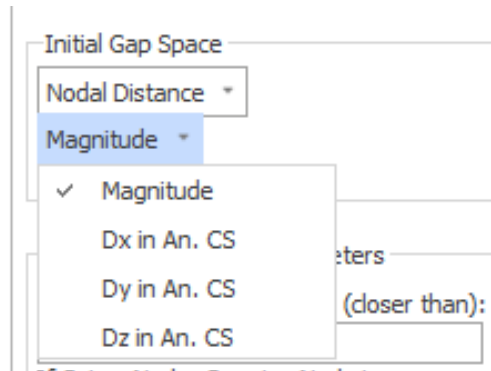 Initial Gap Space
Nodal Distance
Magnitude
Magnitude
Dx in An. CS
eters
Dy in An. CS
(closer than):
Dz in An. CS